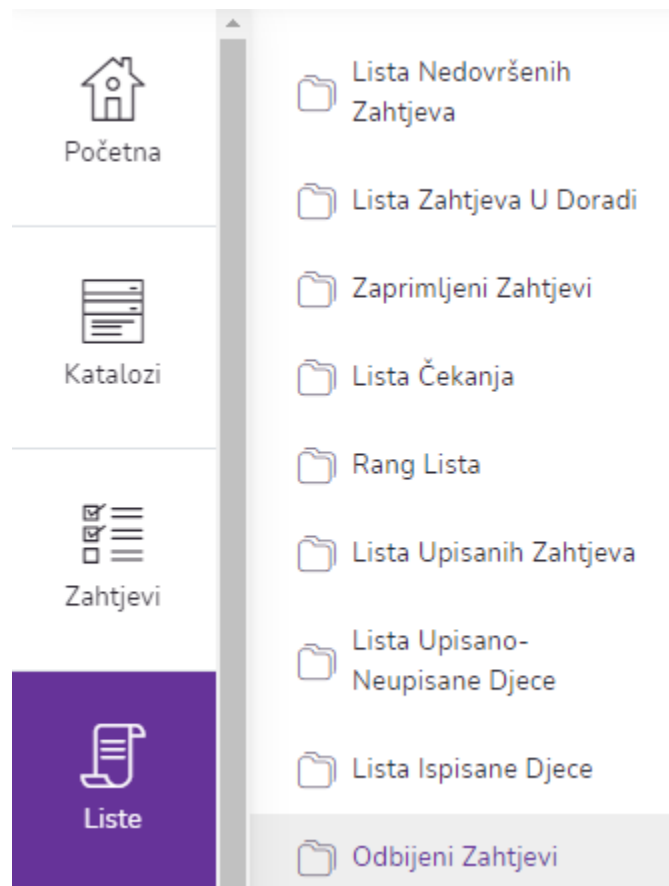 Početna
Katalozi
Zahtjevi
Liste
Lista Nedovršenih
Zahtjeva
Lista Zahtjeva U Doradi
Zaprimljeni Zahtjevi
Lista Čekanja
Rang Lista
Lista Upisanih Zahtjeva
Lista Upisano-
Neupisane Djece
Lista Ispisane Djece
Odbijeni Zahtjevi